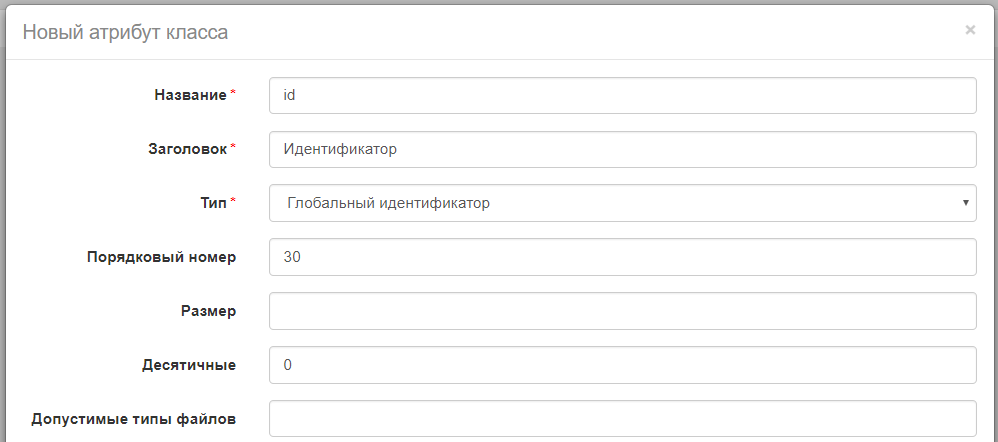 Новый атрибут класса ×
Название * id
Заголовок * Идентификатор
Тип * Глобальный идентификатор
Порядковый номер 30
Размер
Десятичные 0
Допустимые типы файлов